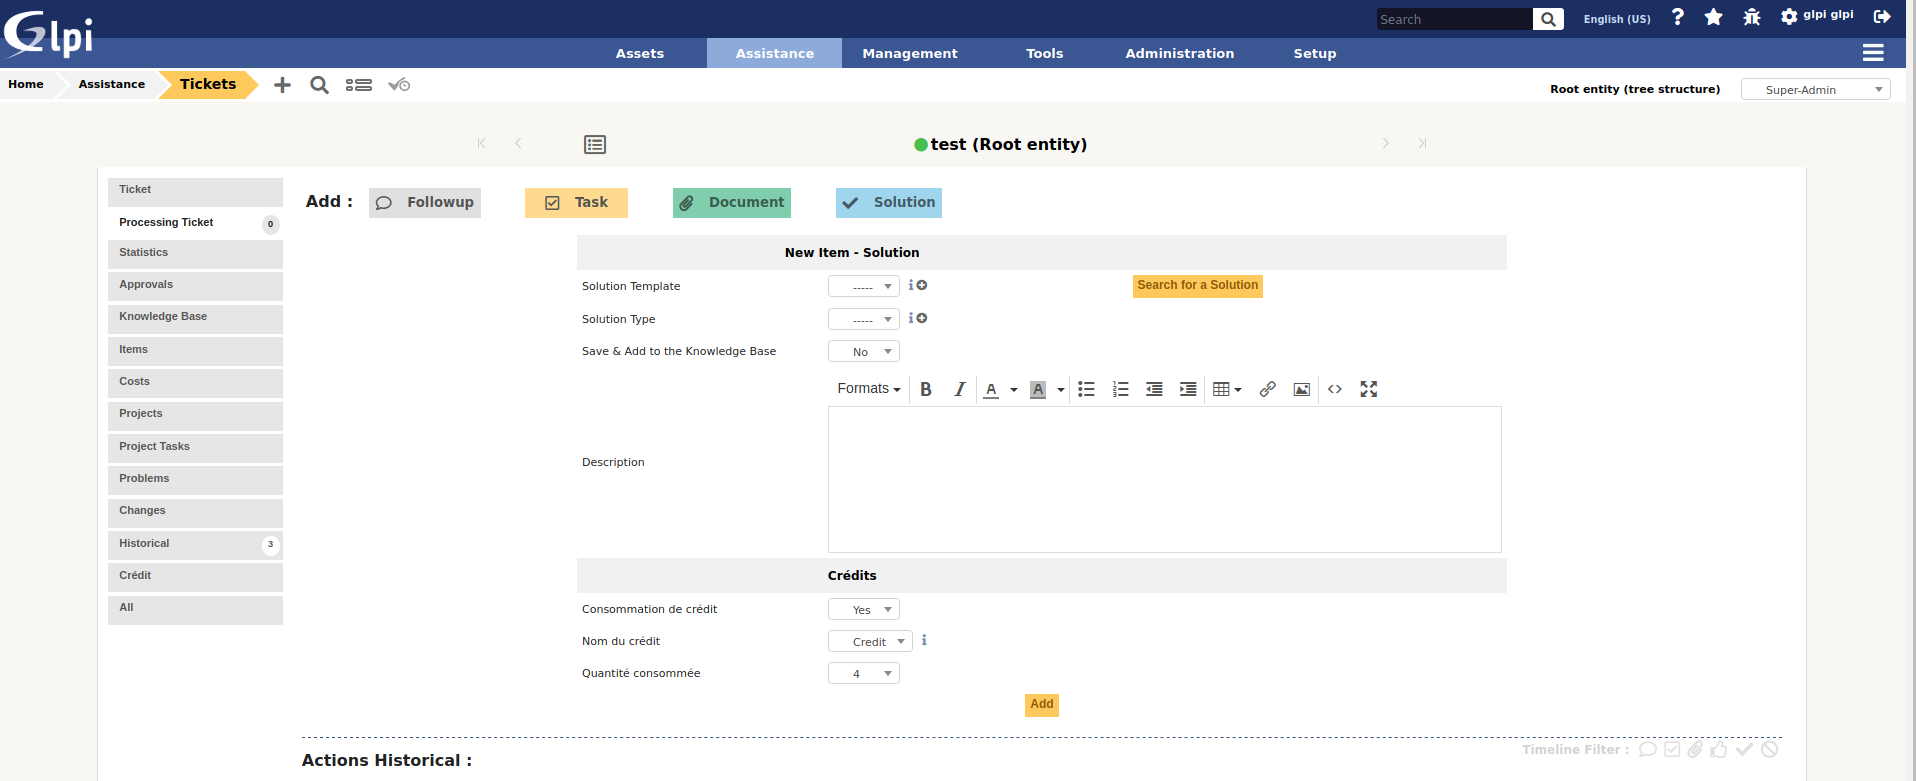 Glpi
Search
English (US)
glpi glpi
Assets
Assistance
Management
Tools
Administration
Setup
Home
Assistance
Tickets
Root entity (tree structure)
Super-Admin
test (Root entity)
Ticket
Processing Ticket 0
Statistics
Approvals
Knowledge Base
Items
Costs
Projects
Project Tasks
Problems
Changes
Historical 3
Crédit
All
Add :
Followup
Task
Document
Solution
New Item - Solution
Solution Template -----
Search for a Solution
Solution Type -----
Save & Add to the Knowledge Base No
Formats
Description
Crédits
Consommation de crédit Yes
Nom du crédit Credit
Quantité consommée 4
Add
Timeline Filter :
Actions Historical :